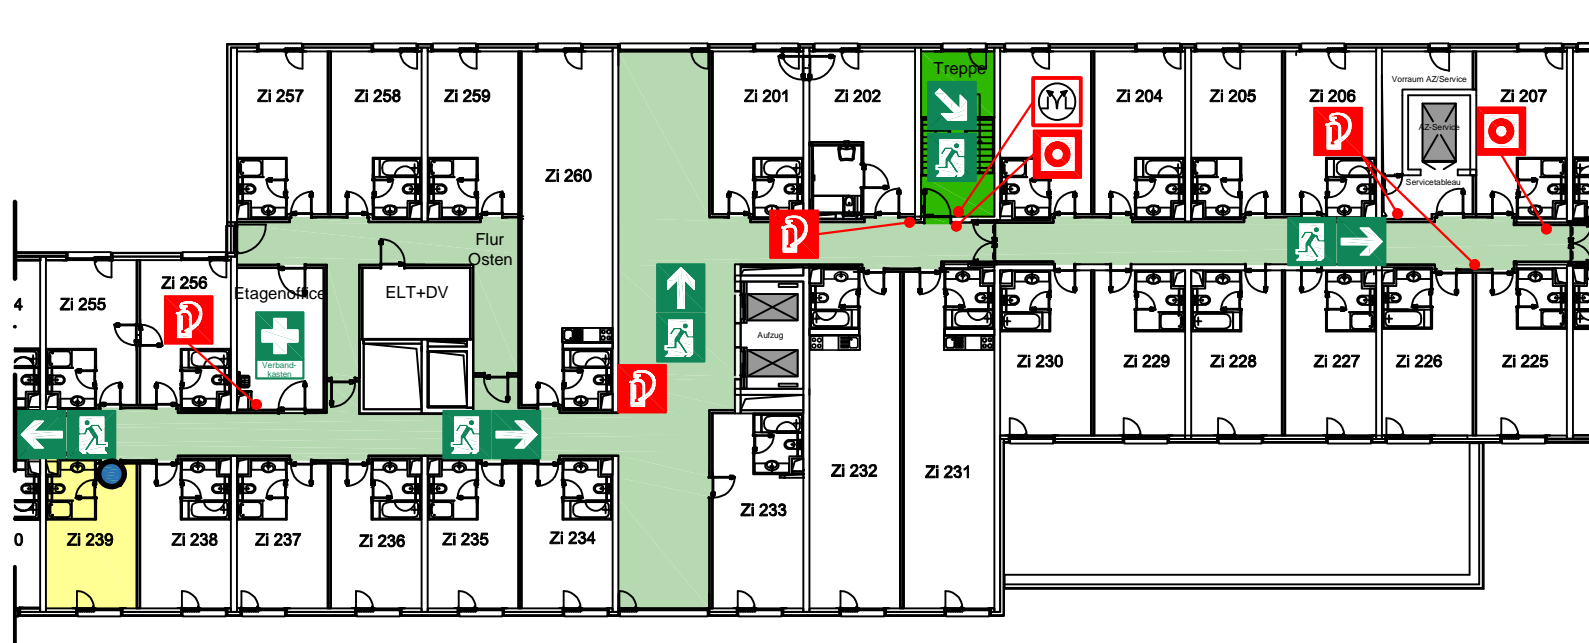 Treppe
Vorraum AZ/Service
Zi 257
Zi 258
Zi 259
Zi 201
Zi 202
Zi 204
Zi 205
Zi 206
Zi 207
AZ-Service
Zi 260
Servicetableau
Flur
Osten
4
Zi 255
Zi 256
Etagenoffice
ELT+DV
Aufzug
Verband-
kasten
Zi 230
Zi 229
Zi 228
Zi 227
Zi 226
Zi 225
Zi 232
Zi 231
Zi 233
0
Zi 239
Zi 238
Zi 237
Zi 236
Zi 235
Zi 234